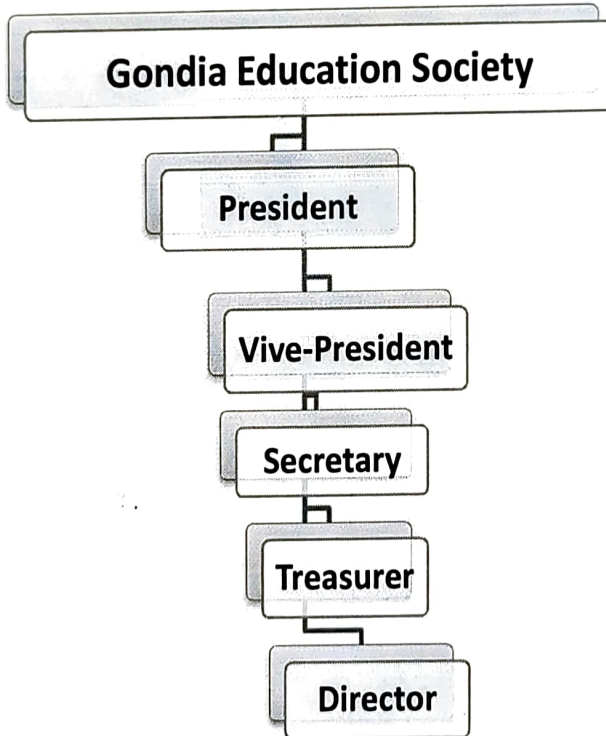 Gondia Education Society
President
Vive-President
Secretary
Treasurer
Director